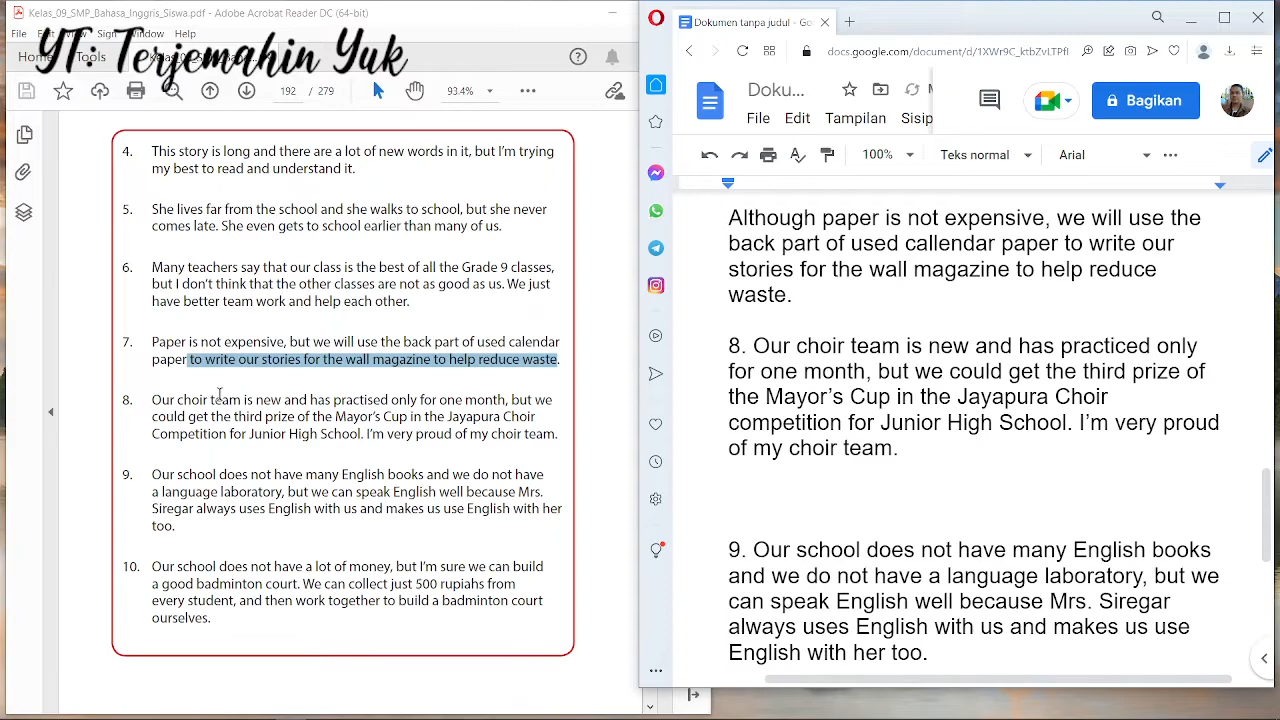 Kelas_09_SMP_Bahasa_Inggris_Siswa.pdf - Adobe Acrobat Reader DC (64-bit)
File
Sign
Window
Help
YT: Terjemahin Yuk
Home
Tools
192 / 279
93.4%
4. This story is long and there are a lot of new words in it, but I'm trying
my best to read and understand it.
5. She lives far from the school and she walks to school, but she never
comes late. She even gets to school earlier than many of us.
6. Many teachers say that our class is the best of all the Grade 9 classes,
but I don't think that the other classes are not as good as us. We just
have better team work and help each other.
7. Paper is not expensive, but we will use the back part of used calendar
paper to write our stories for the wall magazine to help reduce waste.
8. Our choir team is new and has practised only for one month, but we
could get the third prize of the Mayor's Cup in the Jayapura Choir
Competition for Junior High School. I'm very proud of my choir team.
9. Our school does not have many English books and we do not have
a language laboratory, but we can speak English well because Mrs.
Siregar always uses English with us and makes us use English with her
too.
10. Our school does not have a lot of money, but I'm sure we can build
a good badminton court. We can collect just 500 rupiahs from
every student, and then work together to build a badminton court
ourselves.
Dokumen tanpa judul - Goo
docs.google.com/document/d/1XWr9C_ktbZvLTPfl
Doku...
File Edit Tampilan Sisip
Bagikan
100%
Teks normal
Arial
Although paper is not expensive, we will use the
back part of used callendar paper to write our
stories for the wall magazine to help reduce
waste.
8. Our choir team is new and has practiced only
for one month, but we could get the third prize of
the Mayor's Cup in the Jayapura Choir
competition for Junior High School. I'm very proud
of my choir team.
9. Our school does not have many English books
and we do not have a language laboratory, but we
can speak English well because Mrs. Siregar
always uses English with us and makes us use
English with her too.